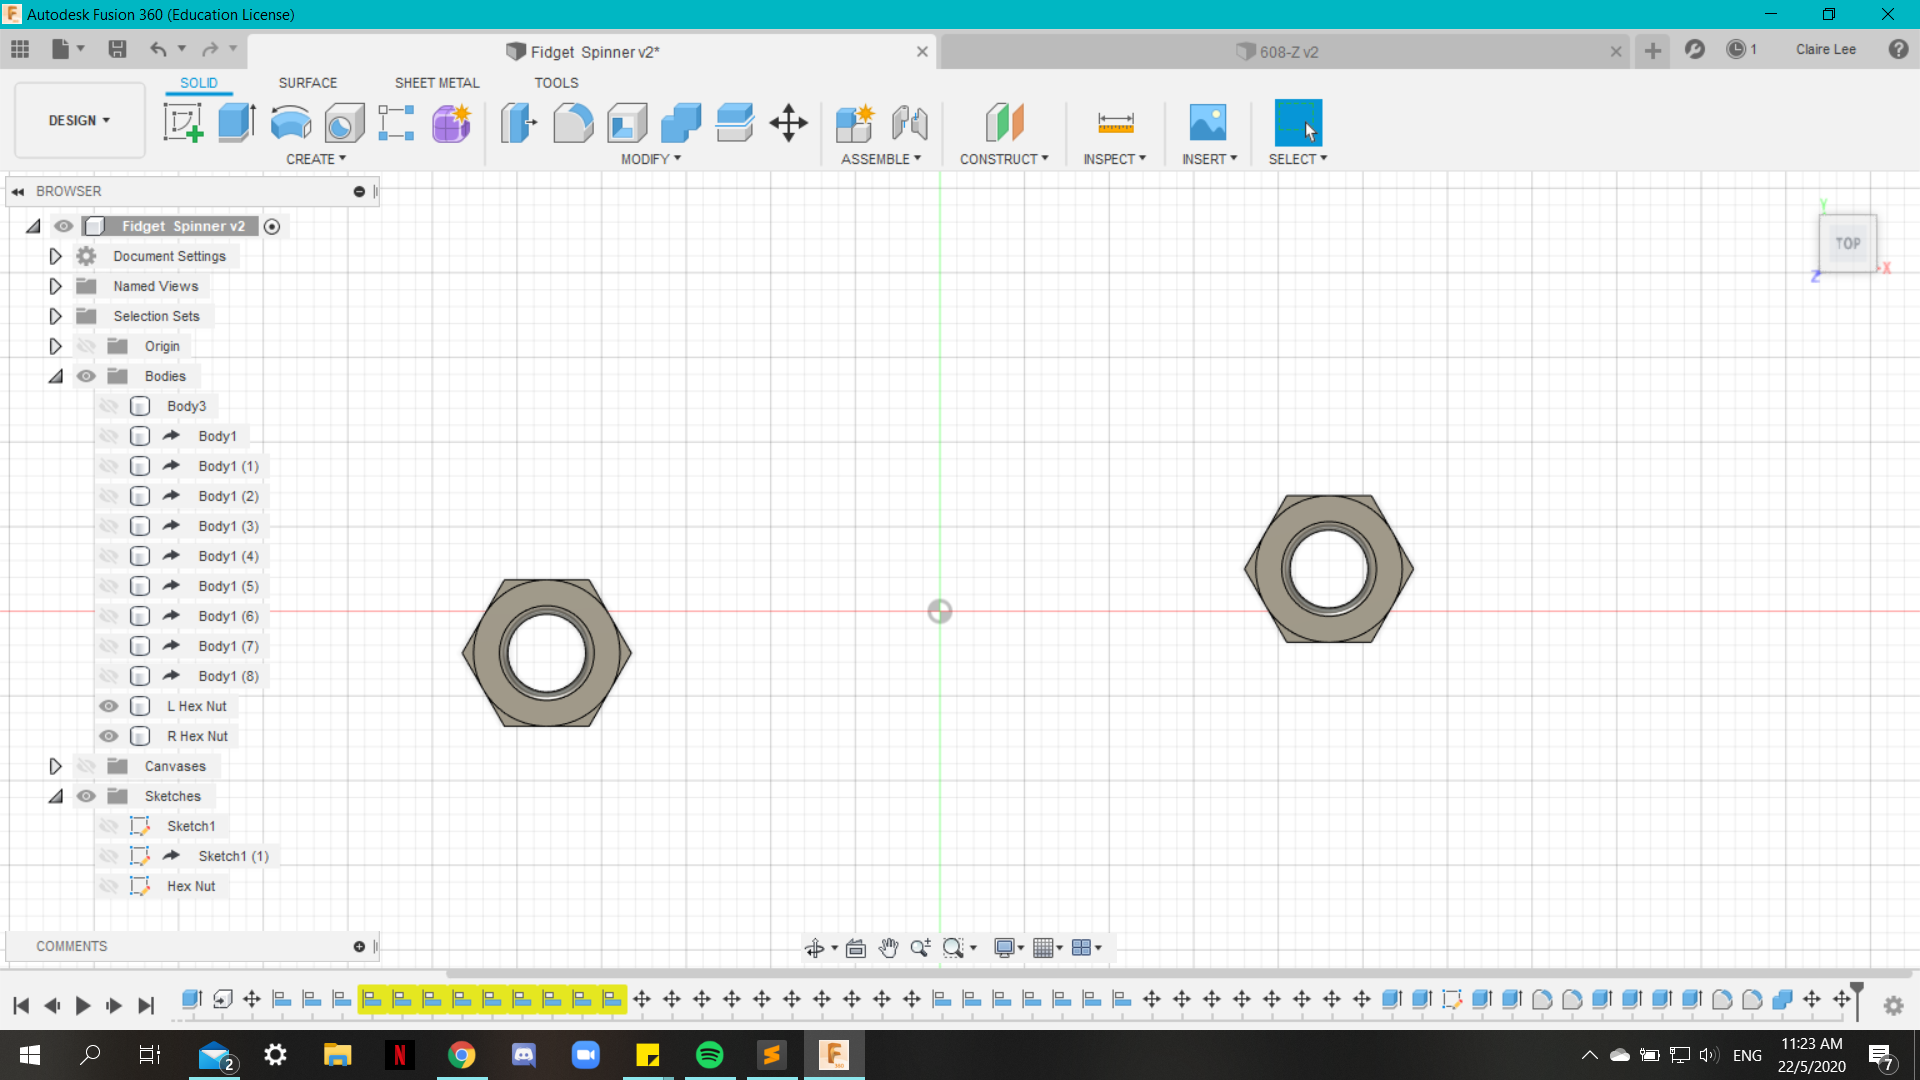 Autodesk Fusion 360 (Education License)
Fidget Spinner v2*
608-Z v2
1
Claire Lee
SOLID
SURFACE
SHEET METAL
TOOLS
DESIGN
CREATE
MODIFY
ASSEMBLE
CONSTRUCT
INSPECT
INSERT
SELECT
BROWSER
Fidget Spinner v2
Document Settings
Named Views
Selection Sets
Origin
Bodies
Body3
Body1
Body1 (1)
Body1 (2)
Body1 (3)
Body1 (4)
Body1 (5)
Body1 (6)
Body1 (7)
Body1 (8)
L Hex Nut
R Hex Nut
Canvases
Sketches
Sketch1
Sketch1 (1)
Hex Nut
Y
TOP
X
Z
COMMENTS
2
ENG
11:23 AM
22/5/2020
7